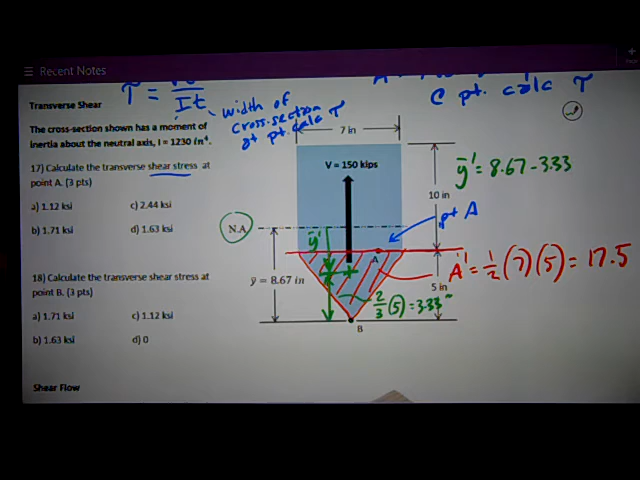 Recent Notes
Transverse Shear
τ = / It
width of
cross-section
at pt. calc τ
@ pt. calc τ
The cross-section shown has a moment of
inertia about the neutral axis, I = 1230 in⁴.
17) Calculate the transverse shear stress at
point A. (3 pts)
a) 1.12 ksi c) 2.44 ksi
b) 1.71 ksi d) 1.63 ksi
18) Calculate the transverse shear stress at
point B. (3 pts)
a) 1.71 ksi c) 1.12 ksi
b) 1.63 ksi d) 0
Shear Flow
7 in
V = 150 kips
10 in
ȳ' = 8.67 - 3.33
pt A
N.A
ȳ'
A
A' = 1/2 (7)(5) = 17.5
ȳ = 8.67 in
5 in
2/3 (5) = 3.33"
B